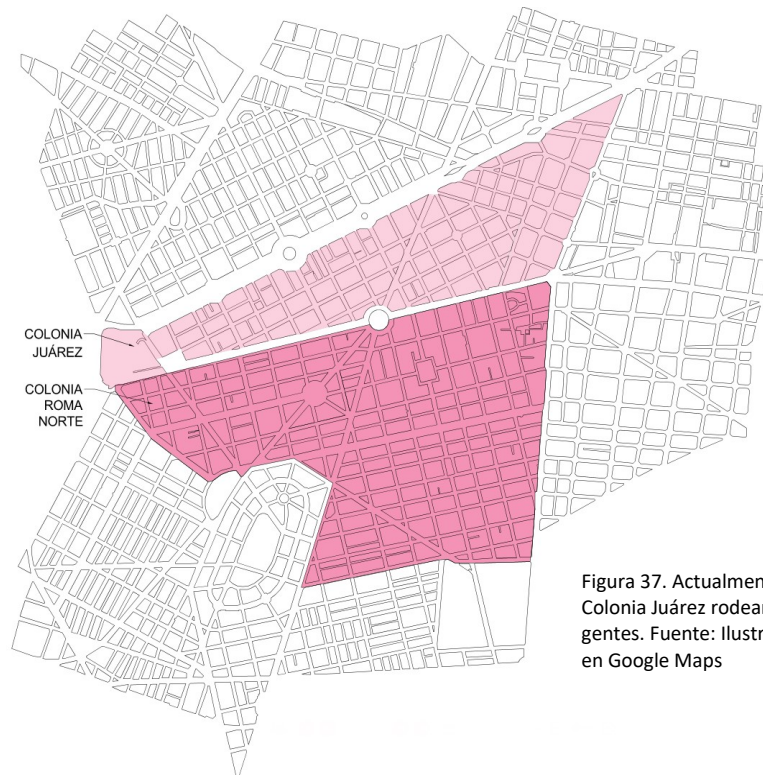 COLONIA
JUÁREZ
COLONIA
ROMA
NORTE
Figura 37. Actualmen
Colonia Juárez rodear
gentes. Fuente: Ilustr
en Google Maps